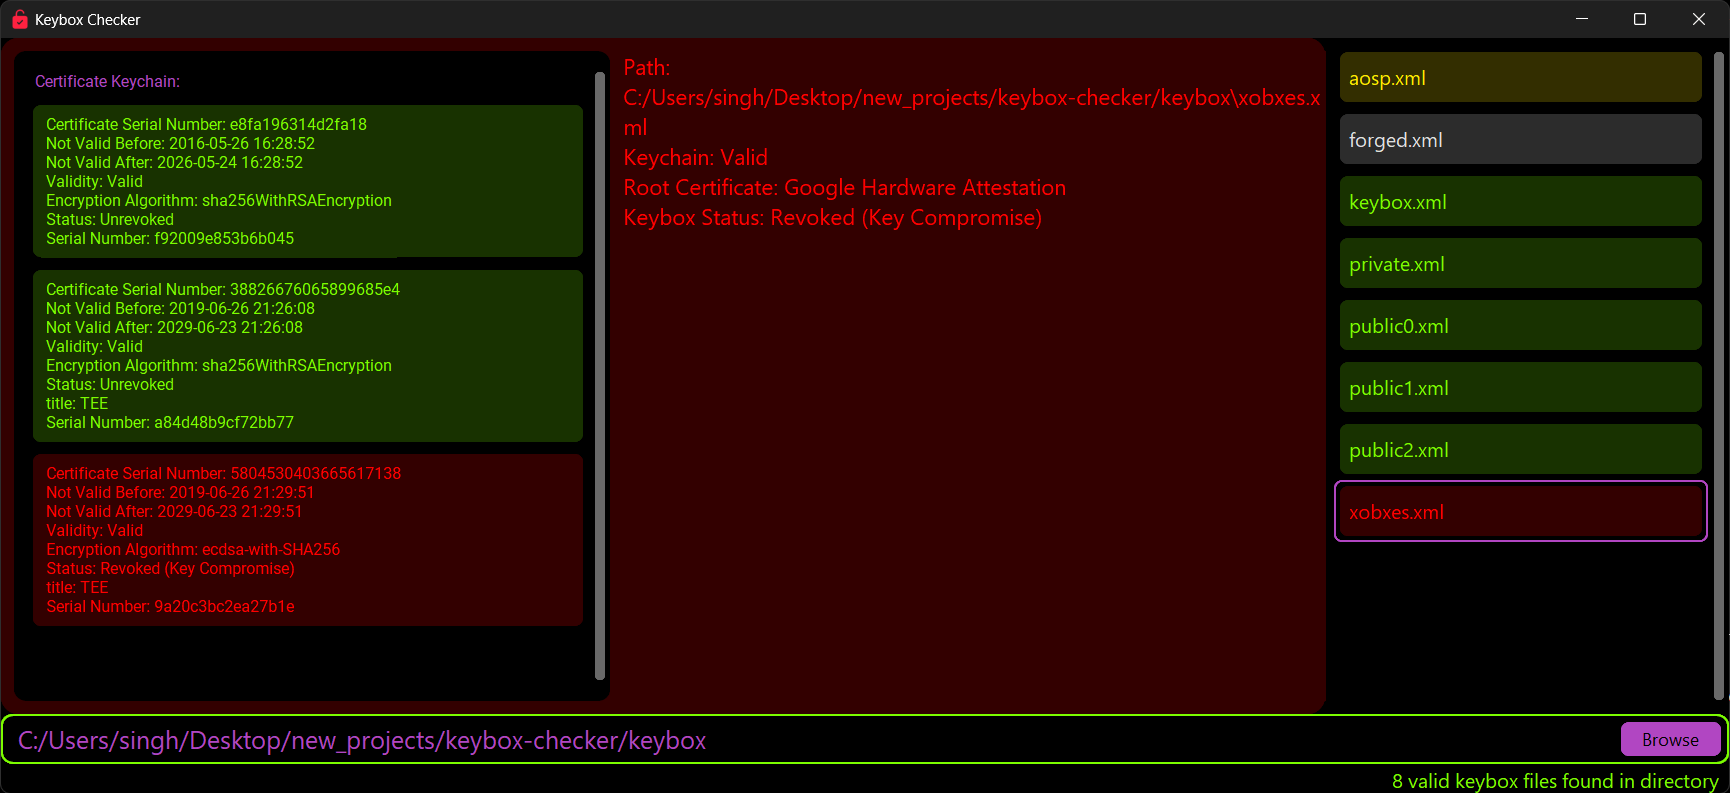 Keybox Checker
Certificate Keychain:
Certificate Serial Number: e8fa196314d2fa18
Not Valid Before: 2016-05-26 16:28:52
Not Valid After: 2026-05-24 16:28:52
Validity: Valid
Encryption Algorithm: sha256WithRSAEncryption
Status: Unrevoked
Serial Number: f92009e853b6b045
Certificate Serial Number: 38826676065899685e4
Not Valid Before: 2019-06-26 21:26:08
Not Valid After: 2029-06-23 21:26:08
Validity: Valid
Encryption Algorithm: sha256WithRSAEncryption
Status: Unrevoked
title: TEE
Serial Number: a84d48b9cf72bb77
Certificate Serial Number: 5804530403665617138
Not Valid Before: 2019-06-26 21:29:51
Not Valid After: 2029-06-23 21:29:51
Validity: Valid
Encryption Algorithm: ecdsa-with-SHA256
Status: Revoked (Key Compromise)
title: TEE
Serial Number: 9a20c3bc2ea27b1e
Path:
C:/Users/singh/Desktop/new_projects/keybox-checker/keybox\xobxes.x
ml
Keychain: Valid
Root Certificate: Google Hardware Attestation
Keybox Status: Revoked (Key Compromise)
aosp.xml
forged.xml
keybox.xml
private.xml
public0.xml
public1.xml
public2.xml
xobxes.xml
C:/Users/singh/Desktop/new_projects/keybox-checker/keybox
Browse
8 valid keybox files found in directory